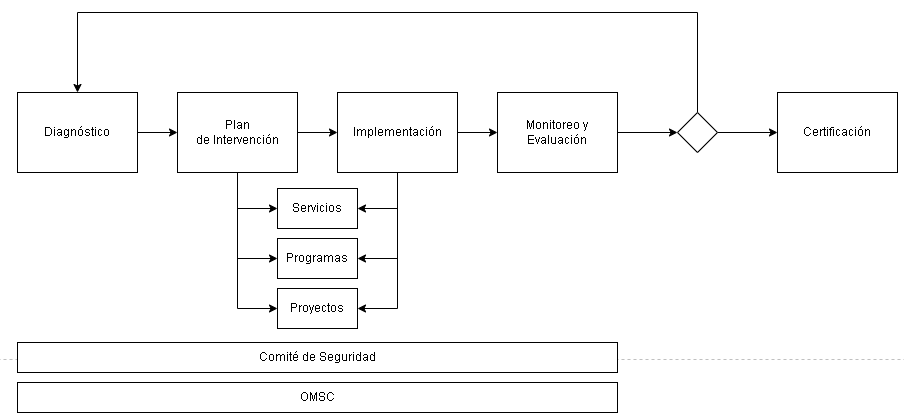 Diagnóstico
Plan
de Intervención
Implementación
Monitoreo y
Evaluación
Certificación
Servicios
Programas
Proyectos
Comité de Seguridad
OMSC